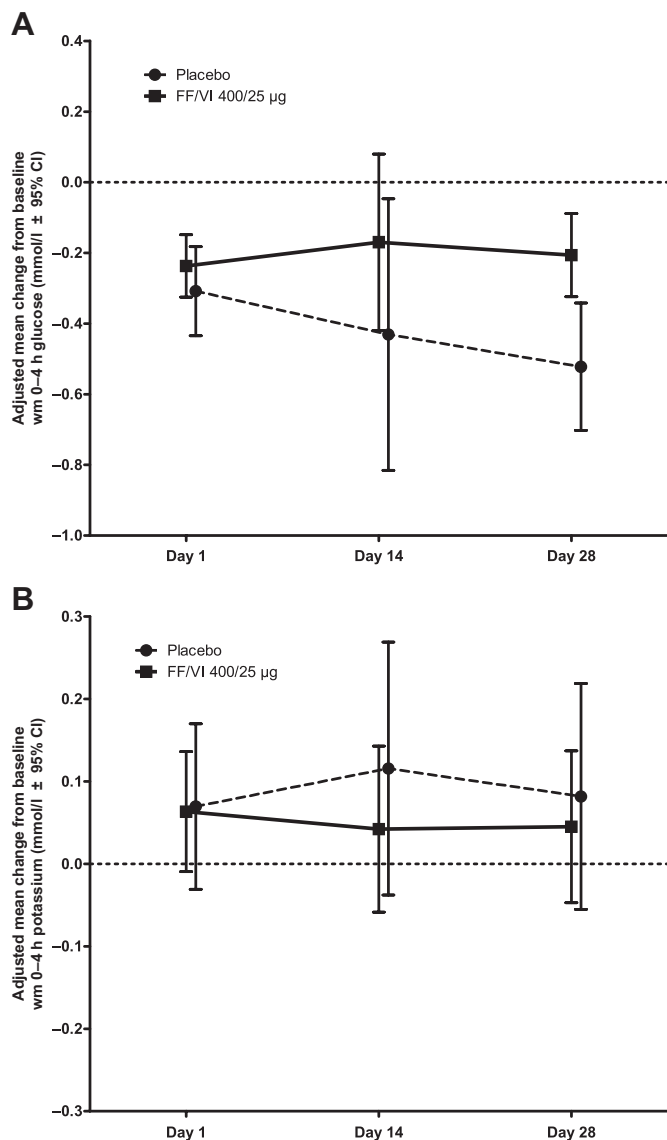 A
Adjusted mean change from baseline
wm 0–4 h glucose (mmol/l ± 95% CI)
0.4
0.2
0.0
–0.2
–0.4
–0.6
–0.8
–1.0
Placebo
FF/VI 400/25 µg
Day 1
Day 14
Day 28
B
Adjusted mean change from baseline
wm 0–4 h potassium (mmol/l ± 95% CI)
0.3
0.2
0.1
0.0
–0.1
–0.2
–0.3
Placebo
FF/VI 400/25 µg
Day 1
Day 14
Day 28